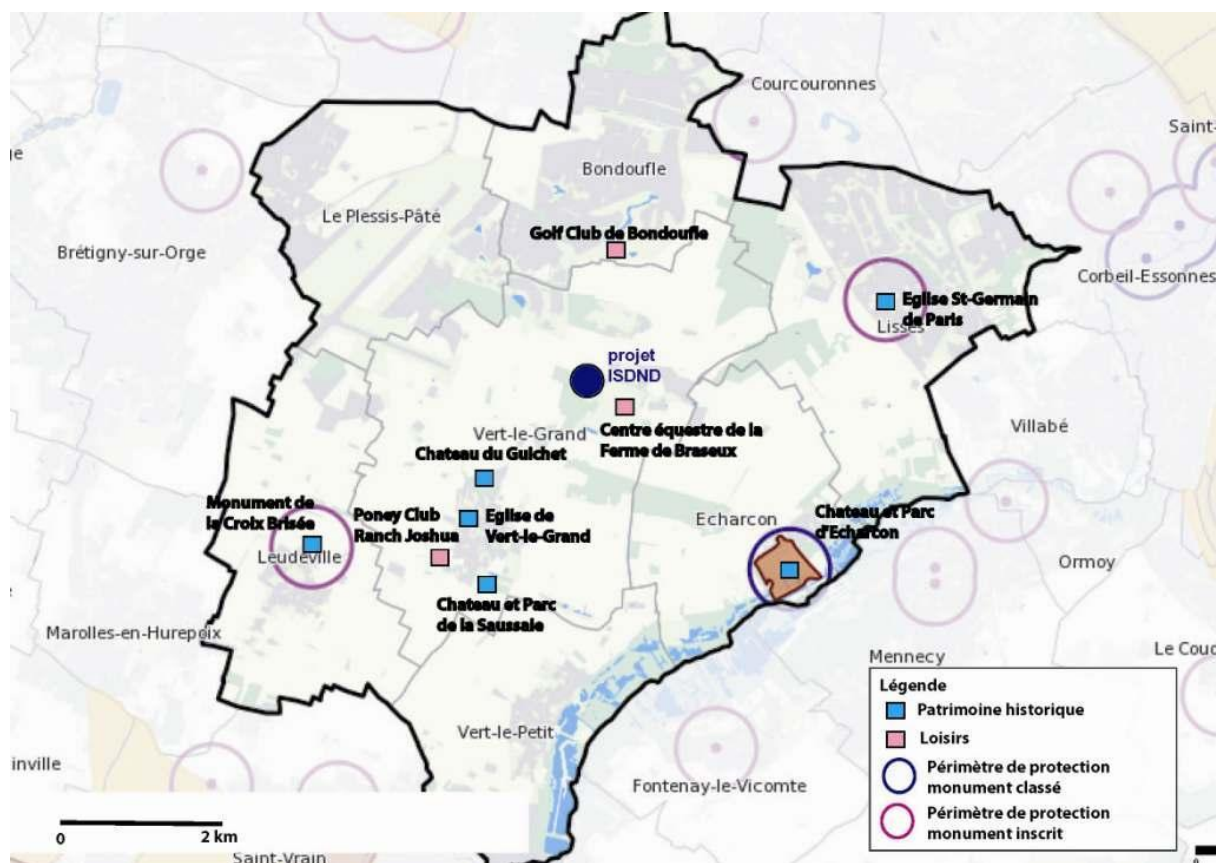 Courcouronnes
Saint-
ge
Bondoufle
Le Plessis-Pâté
Golf Club de Bondoufle
Brétigny-sur-Orge
Corbeil-Essonnes
Eglise St-Germain
de Paris
Lisses
projet
ISDND
Centre équestre de la
Ferme de Braseux
Vert-le-Grand
Villabé
Chateau du Guichet
Monument de
la Croix Brisée
Poney Club
Ranch Joshua
Eglise de
Vert-le-Grand
Echarcon
Chateau et Parc
d'Echarcon
Leudeville
Ormoy
Chateau et Parc
de la Saussaie
Marolles-en-Hurepoix
Mennecy
Le Coud
Vert-le-Petit
inville
Fontenay-le-Vicomte
Légende
Patrimoine historique
Loisirs
Périmètre de protection
monument classé
Périmètre de protection
monument inscrit
0
2 km
Saint-Vrain